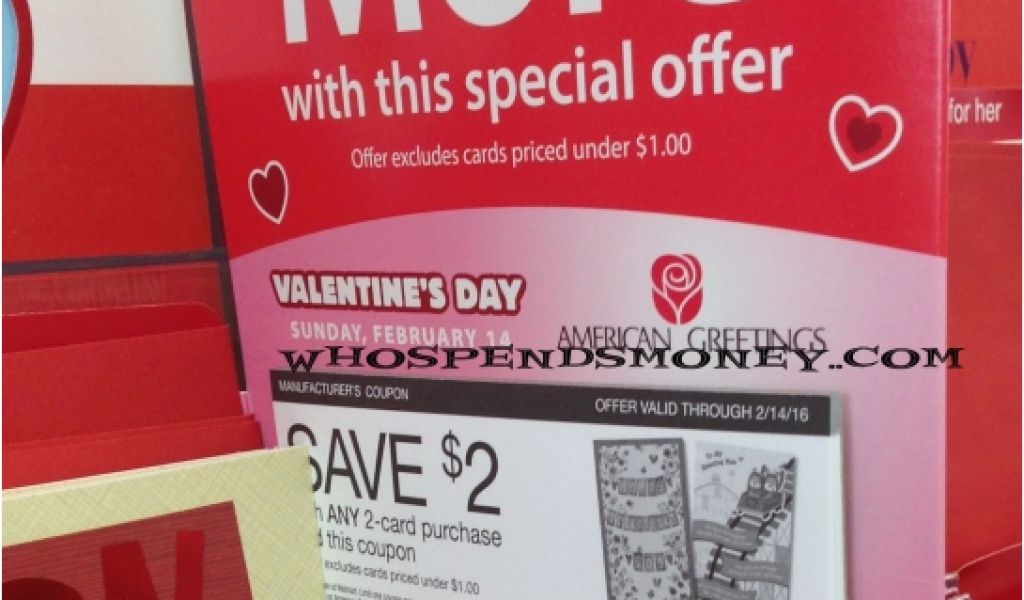 with this special offer
Offer excludes cards priced under $1.00
for her
VALENTINE'S DAY
SUNDAY, FEBRUARY 14
AMERICAN GREETINGS
WHOSPENDSMONEY..COM
MANUFACTURER'S COUPON
OFFER VALID THROUGH 2/14/16
SAVE $2
ANY 2-card purchase
this coupon
excludes cards priced under $1.00